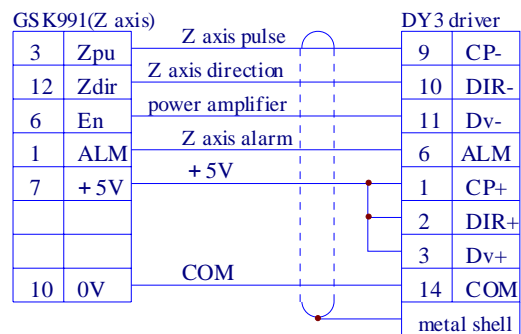 GSK991(Z axis) DY3 driver
3 Zpu Z axis pulse 9 CP-
12 Zdir Z axis direction 10 DIR-
6 En power amplifier 11 Dv-
1 ALM Z axis alarm 6 ALM
7 +5V +5V 1 CP+
2 DIR+
3 Dv+
10 0V COM 14 COM
metal shell